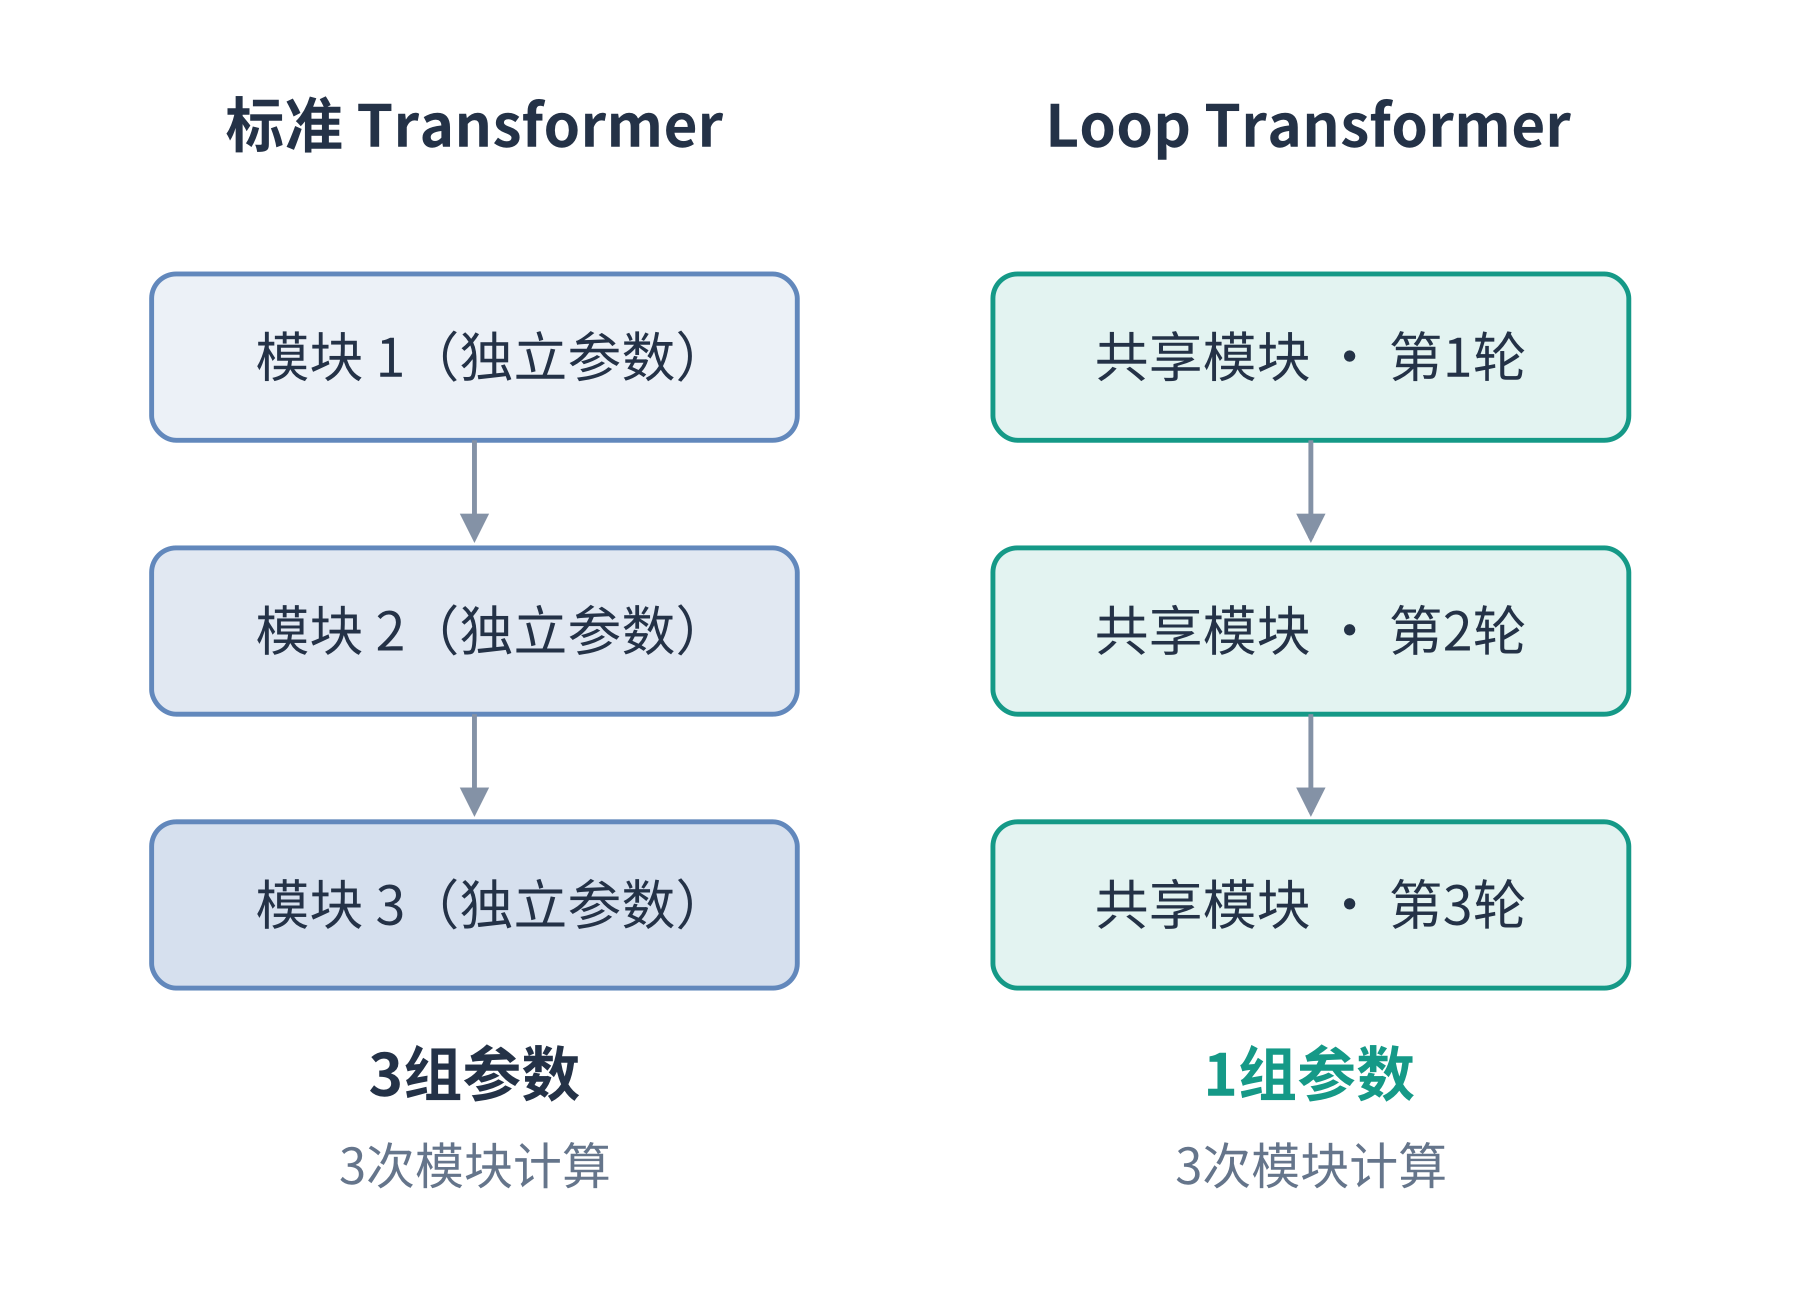 标准 Transformer
模块 1（独立参数）
模块 2（独立参数）
模块 3（独立参数）
3组参数
3次模块计算
Loop Transformer
共享模块 · 第1轮
共享模块 · 第2轮
共享模块 · 第3轮
1组参数
3次模块计算